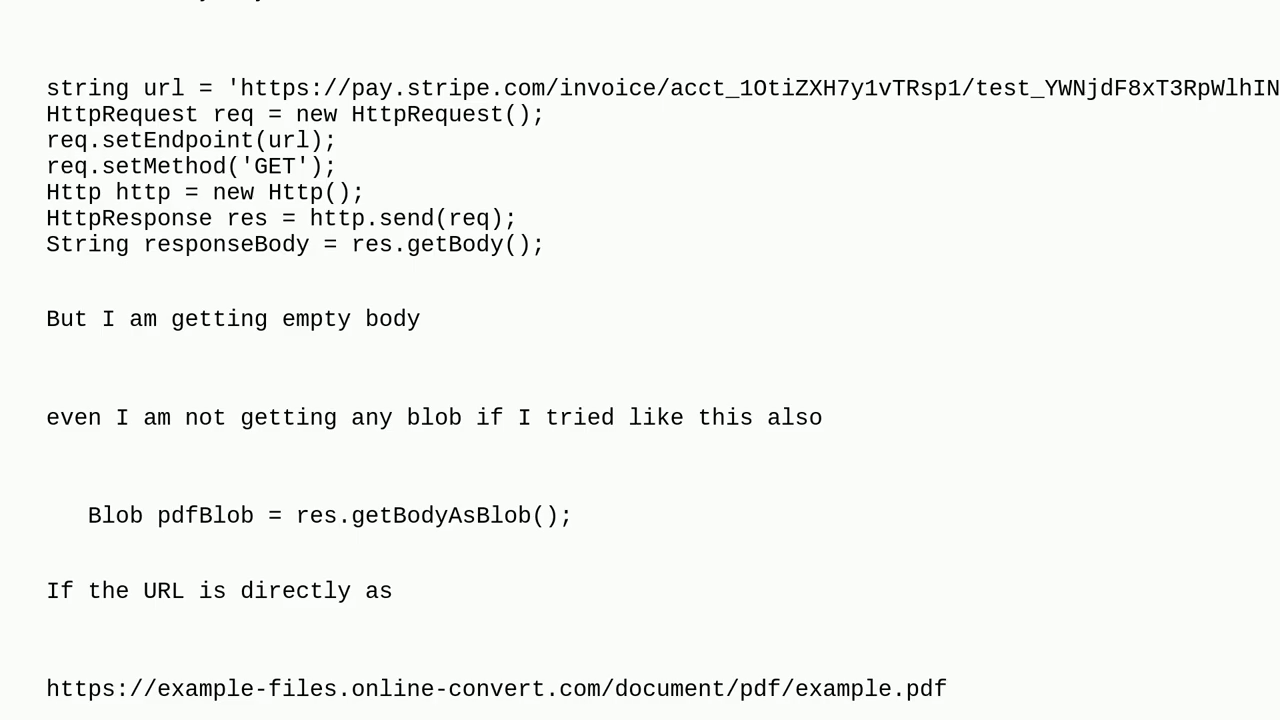 string url = 'https://pay.stripe.com/invoice/acct_1OtiZXH7y1vTRsp1/test_YWNjdF8xT3RpWlhIN
HttpRequest req = new HttpRequest();
req.setEndpoint(url);
req.setMethod('GET');
Http http = new Http();
HttpResponse res = http.send(req);
String responseBody = res.getBody();
But I am getting empty body
even I am not getting any blob if I tried like this also
Blob pdfBlob = res.getBodyAsBlob();
If the URL is directly as
https://example-files.online-convert.com/document/pdf/example.pdf